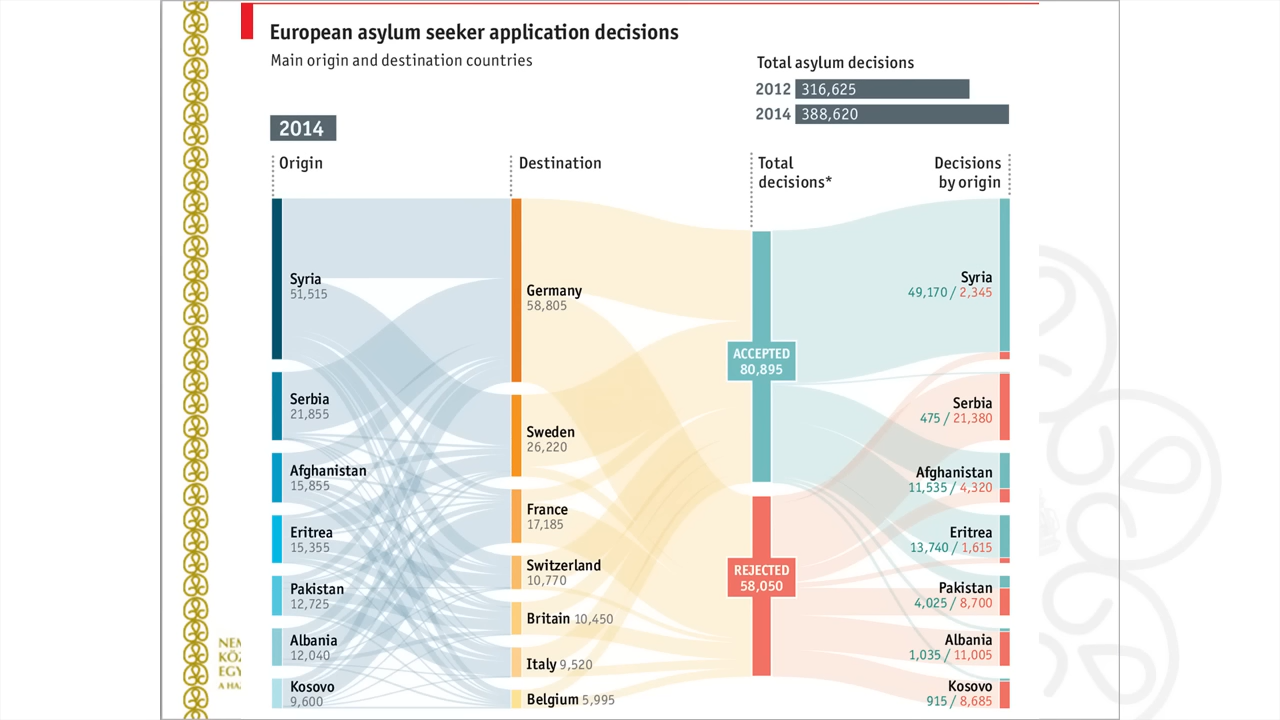 European asylum seeker application decisions
Main origin and destination countries
Total asylum decisions
2012 316,625
2014 388,620
2014
Origin
Destination
Total
decisions*
Decisions
by origin
Syria
51,515
Serbia
21,855
Afghanistan
15,855
Eritrea
15,355
Pakistan
12,725
Albania
12,040
Kosovo
9,600
Germany
58,805
Sweden
26,220
France
17,185
Switzerland
10,770
Britain 10,450
Italy 9,520
Belgium 5,995
ACCEPTED
80,895
REJECTED
58,050
Syria
49,170 / 2,345
Serbia
475 / 21,380
Afghanistan
11,535 / 4,320
Eritrea
13,740 / 1,615
Pakistan
4,025 / 8,700
Albania
1,035 / 11,005
Kosovo
915 / 8,685